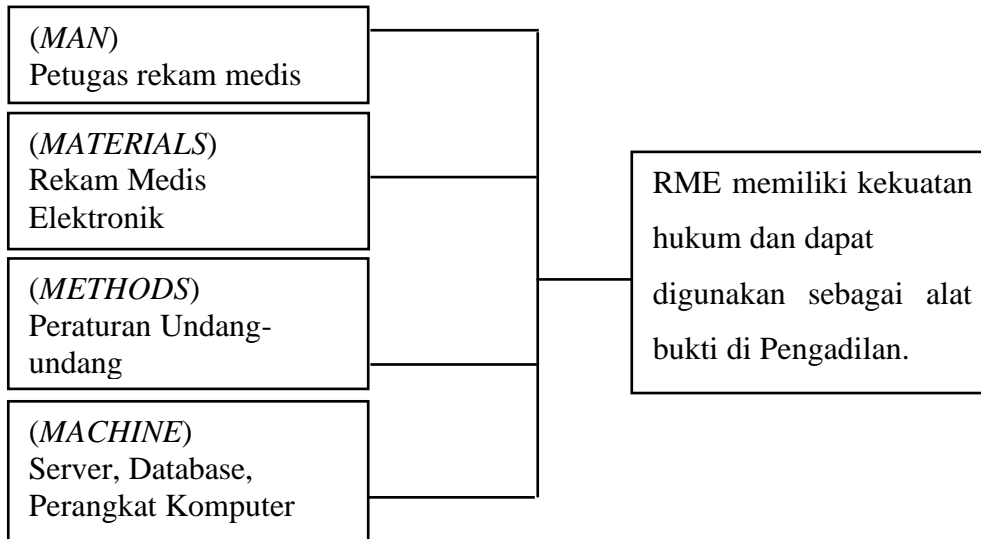 (MAN)
Petugas rekam medis
(MATERIALS)
Rekam Medis
Elektronik
(METHODS)
Peraturan Undang-
undang
(MACHINE)
Server, Database,
Perangkat Komputer
RME memiliki kekuatan
hukum dan dapat
digunakan sebagai alat
bukti di Pengadilan.